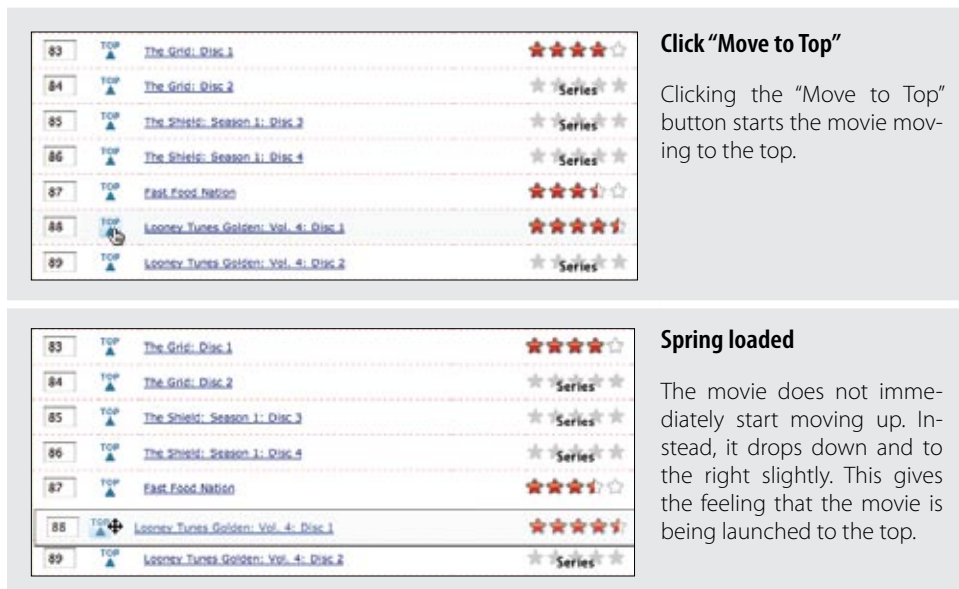 83 TOP The Grid: Disc 1
84 TOP The Grid: Disc 2 Series
85 TOP The Shield: Season 1: Disc 3 Series
86 TOP The Shield: Season 1: Disc 4 Series
87 TOP Fast Food Nation
88 TOP Looney Tunes Golden: Vol. 4: Disc 1
89 TOP Looney Tunes Golden: Vol. 4: Disc 2 Series
Click “Move to Top”
Clicking the “Move to Top”
button starts the movie mov-
ing to the top.
83 TOP The Grid: Disc 1
84 TOP The Grid: Disc 2 Series
85 TOP The Shield: Season 1: Disc 3 Series
86 TOP The Shield: Season 1: Disc 4 Series
87 TOP Fast Food Nation
88 TOP Looney Tunes Golden: Vol. 4: Disc 1
89 TOP Looney Tunes Golden: Vol. 4: Disc 2 Series
Spring loaded
The movie does not imme-
diately start moving up. In-
stead, it drops down and to
the right slightly. This gives
the feeling that the movie is
being launched to the top.